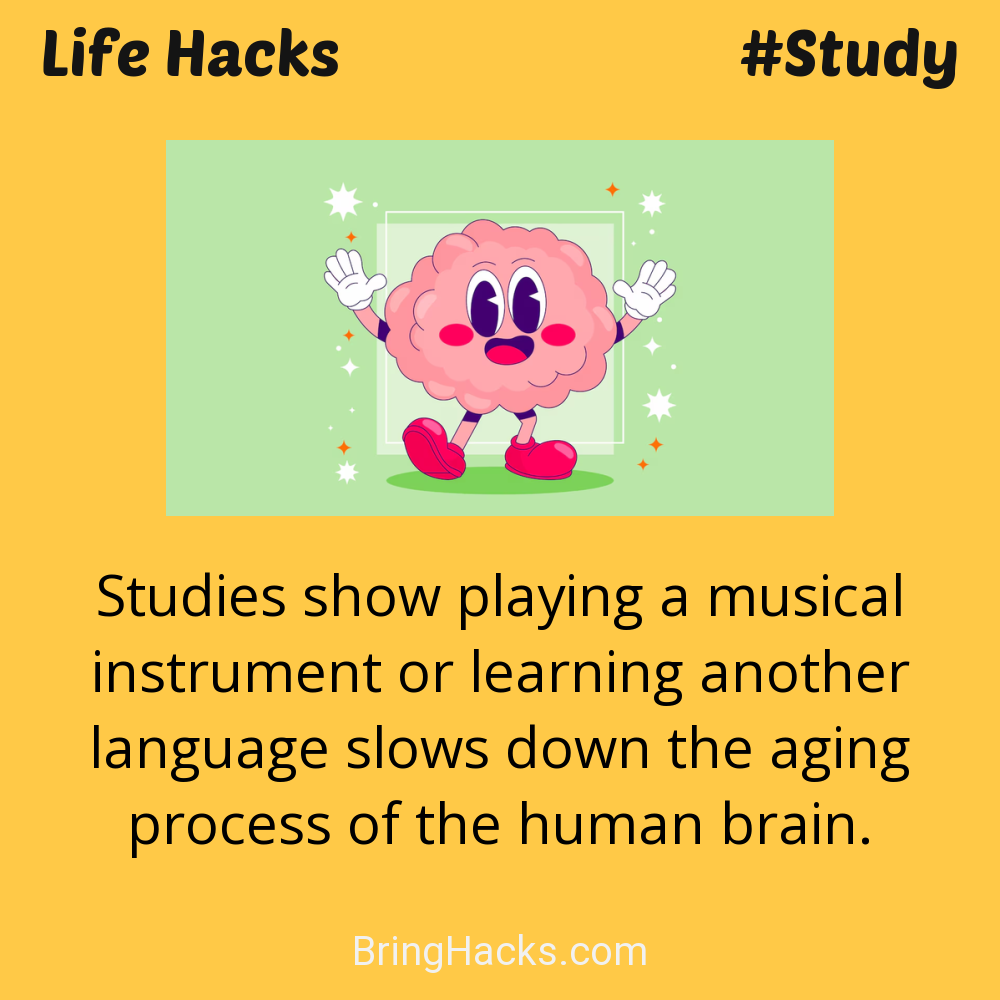 Life Hacks
#Study
Studies show playing a musical
instrument or learning another
language slows down the aging
process of the human brain.
BringHacks.com